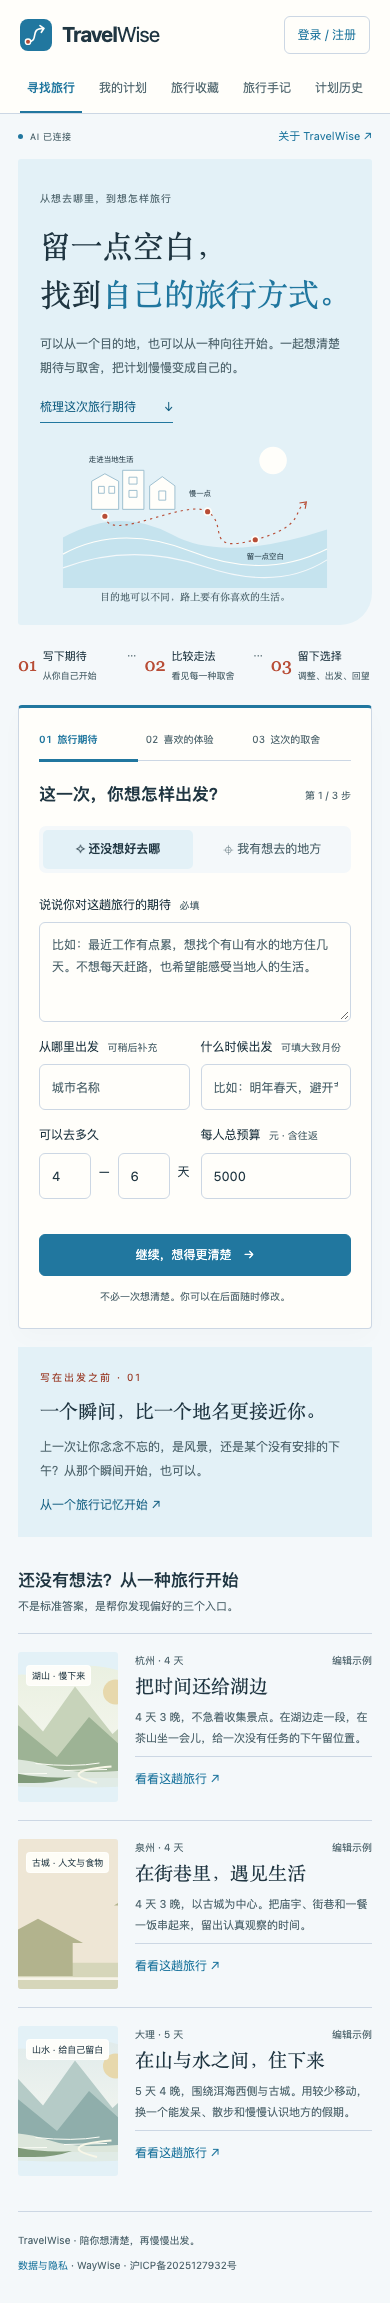 TravelWise
登录 / 注册
寻找旅行 我的计划 旅行收藏 旅行手记 计划历史
AI 已连接
关于 TravelWise ↗
从想去哪里，到想怎样旅行
留一点空白，
找到自己的旅行方式。
可以从一个目的地，也可以从一种向往开始。一起想清楚
期待与取舍，把计划慢慢变成自己的。
梳理这次旅行期待 ↓
走进当地生活
慢一点
留一点空白
目的地可以不同，路上要有你喜欢的生活。
01 写下期待
从你自己开始
···
02 比较走法
看见每一种取舍
···
03 留下选择
调整、出发、回望
01 旅行期待 02 喜欢的体验 03 这次的取舍
这一次，你想怎样出发？
第 1 / 3 步
还没想好去哪
我有想去的地方
说说你对这趟旅行的期待 必填
比如：最近工作有点累，想找个有山有水的地方住几
天。不想每天赶路，也希望能感受当地人的生活。
从哪里出发 可稍后补充
什么时候出发 可填大致月份
城市名称
比如：明年春天，避开
可以去多久
每人总预算 元 · 含往返
4 — 6 天
5000
继续，想得更清楚 →
不必一次想清楚。你可以在后面随时修改。
写在出发之前 · 01
一个瞬间，比一个地名更接近你。
上一次让你念念不忘的，是风景，还是某个没有安排的下
午？从那个瞬间开始，也可以。
从一个旅行记忆开始 ↗
还没有想法？从一种旅行开始
不是标准答案，是帮你发现偏好的三个入口。
湖山 · 慢下来
杭州 · 4 天
编辑示例
把时间还给湖边
4 天 3 晚，不急着收集景点。在湖边走一段，在
茶山坐一会儿，给一次没有任务的下午留位置。
看看这趟旅行 ↗
古城 · 人文与食物
泉州 · 4 天
编辑示例
在街巷里，遇见生活
4 天 3 晚，以古城为中心。把庙宇、街巷和一餐
一饭串起来，留出认真观察的时间。
看看这趟旅行 ↗
山水 · 给自己留白
大理 · 5 天
编辑示例
在山与水之间，住下来
5 天 4 晚，围绕洱海西侧与古城。用较少移动，
换一个能发呆、散步和慢慢认识地方的假期。
看看这趟旅行 ↗
TravelWise · 陪你想清楚，再慢慢出发。
数据与隐私 · WayWise · 沪ICP备2025127932号